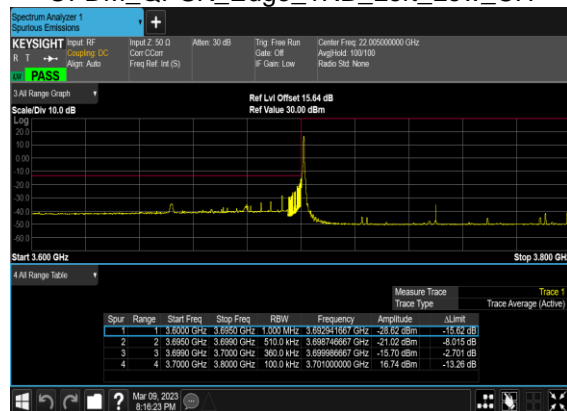 Spectrum Analyzer 1
Spurious Emissions
KEYSIGHT Input: RF Input Z: 50 Ω Atten: 30 dB Trig: Free Run Center Freq: 22.005000000 GHz
R T Coupling: DC Corr CCorr Gate: Off Avg|Hold: 100/100
Align: Auto Freq Ref: Int (S) IF Gain: Low Radio Std: None
LW PASS
3 All Range Graph
Ref Lvl Offset 15.64 dB
Scale/Div 10.0 dB Ref Value 30.00 dBm
Log
20.0
10.0
0.00
-10.0
-20.0
-30.0
-40.0
-50.0
-60.0
Start 3.600 GHz Stop 3.800 GHz
4 All Range Table
Measure Trace Trace 1
Trace Type Trace Average (Active)
Spur Range Start Freq Stop Freq RBW Frequency Amplitude ΔLimit
1 1 3.6000 GHz 3.6950 GHz 1.000 MHz 3.692941667 GHz -28.62 dBm -15.62 dB
2 2 3.6950 GHz 3.6990 GHz 510.0 kHz 3.698746667 GHz -21.02 dBm -8.015 dB
3 3 3.6990 GHz 3.7000 GHz 360.0 kHz 3.699986667 GHz -15.70 dBm -2.701 dB
4 4 3.7000 GHz 3.8000 GHz 100.0 kHz 3.701000000 GHz 16.74 dBm -13.26 dB
Mar 09, 2023
8:16:23 PM